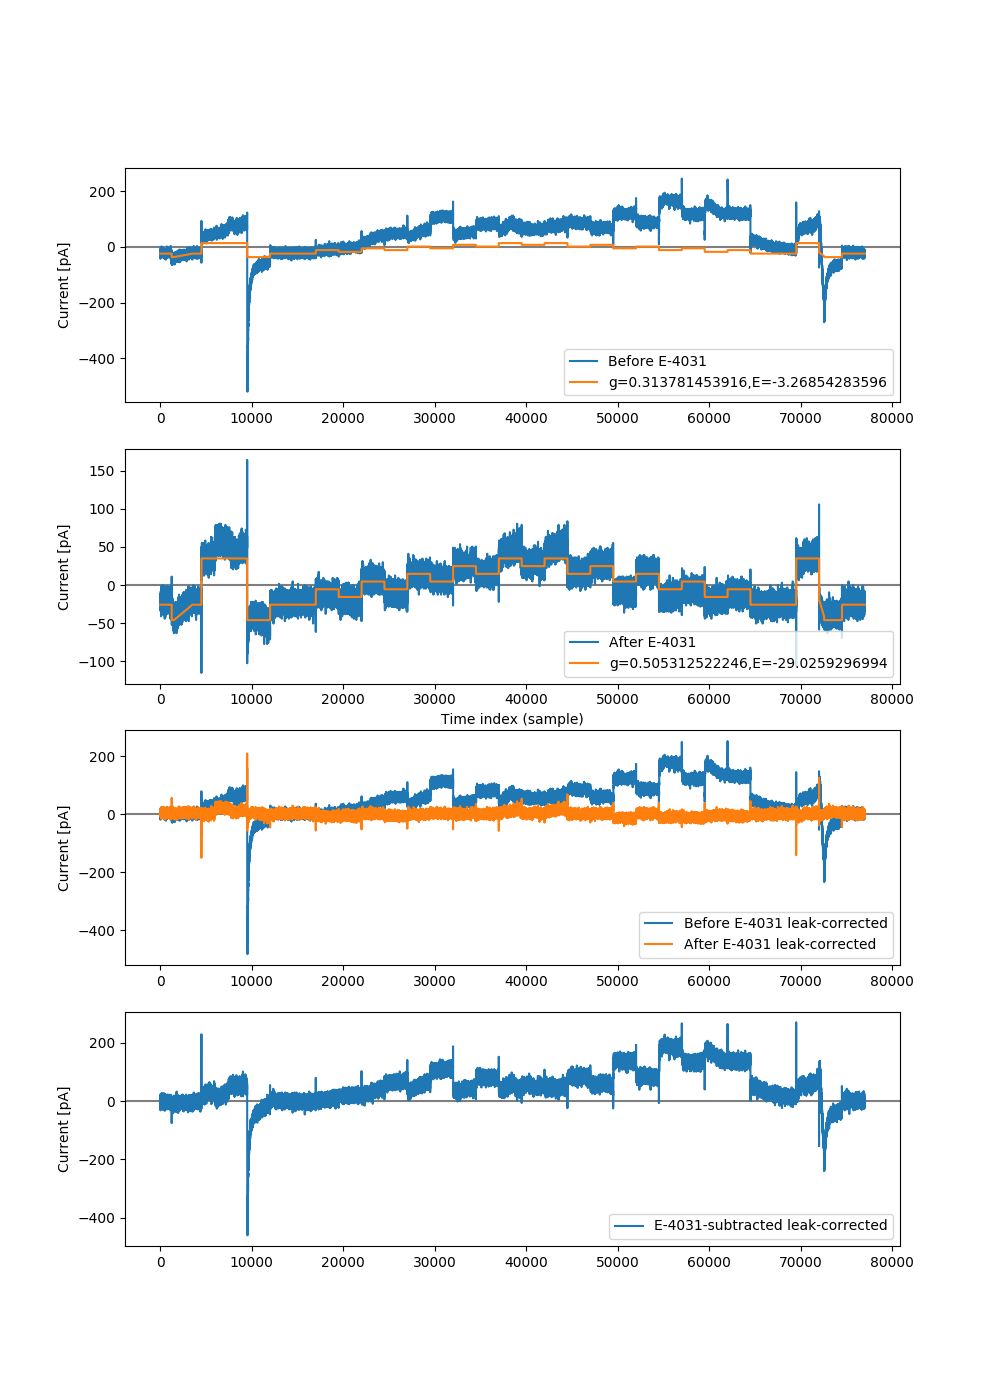 200
0
−200
−400
Current [pA]
Before E-4031
g=0.313781453916,E=-3.26854283596
0 10000 20000 30000 40000 50000 60000 70000 80000
150
100
50
0
−50
−100
Current [pA]
After E-4031
g=0.505312522246,E=-29.0259296994
0 10000 20000 30000 40000 50000 60000 70000 80000
Time index (sample)
200
0
−200
−400
Current [pA]
Before E-4031 leak-corrected
After E-4031 leak-corrected
0 10000 20000 30000 40000 50000 60000 70000 80000
200
0
−200
−400
Current [pA]
E-4031-subtracted leak-corrected
0 10000 20000 30000 40000 50000 60000 70000 80000